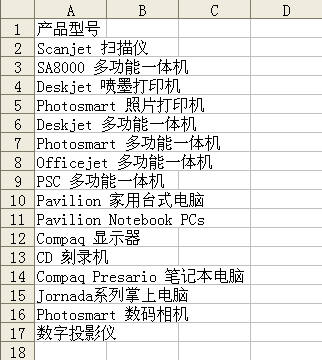 A B C D
1 产品型号
2 Scanjet 扫描仪
3 SA8000 多功能一体机
4 Deskjet 喷墨打印机
5 Photosmart 照片打印机
6 Deskjet 多功能一体机
7 Photosmart 多功能一体机
8 Officejet 多功能一体机
9 PSC 多功能一体机
10 Pavilion 家用台式电脑
11 Pavilion Notebook PCs
12 Compaq 显示器
13 CD 刻录机
14 Compaq Presario 笔记本电脑
15 Jornada系列掌上电脑
16 Photosmart 数码相机
17 数字投影仪
18